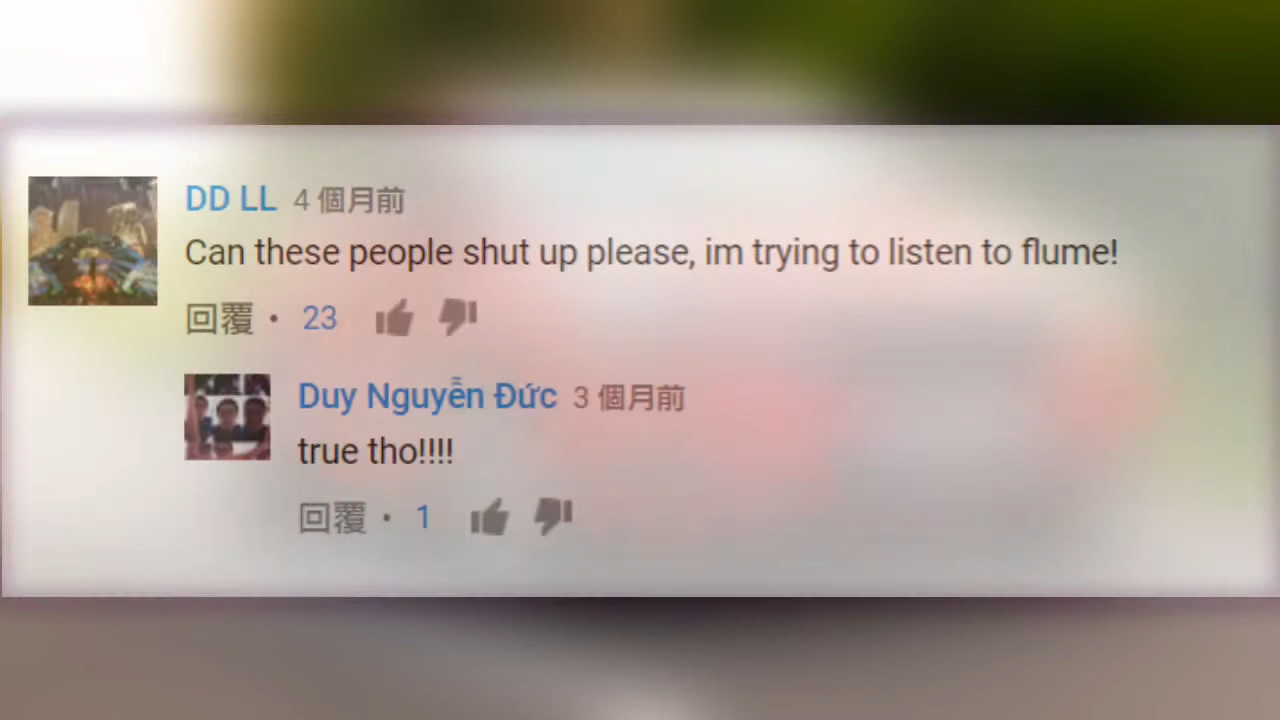 DD LL 4 個月前
Can these people shut up please, im trying to listen to flume!
回覆 • 23
Duy Nguyễn Đức 3 個月前
true tho!!!!
回覆 • 1